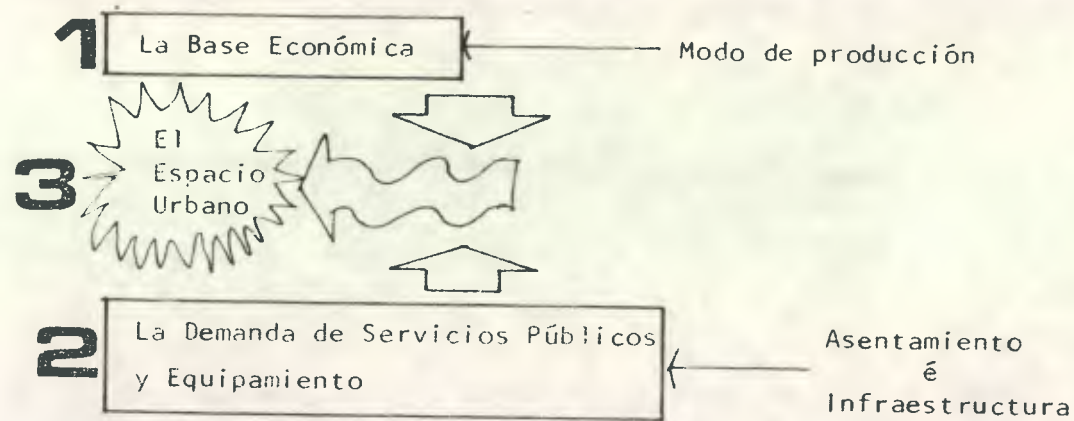 1
La Base Económica
Modo de producción
3
El
Espacio
Urbano
2
La Demanda de Servicios Públicos
y Equipamiento
Asentamiento
é
Infraestructura